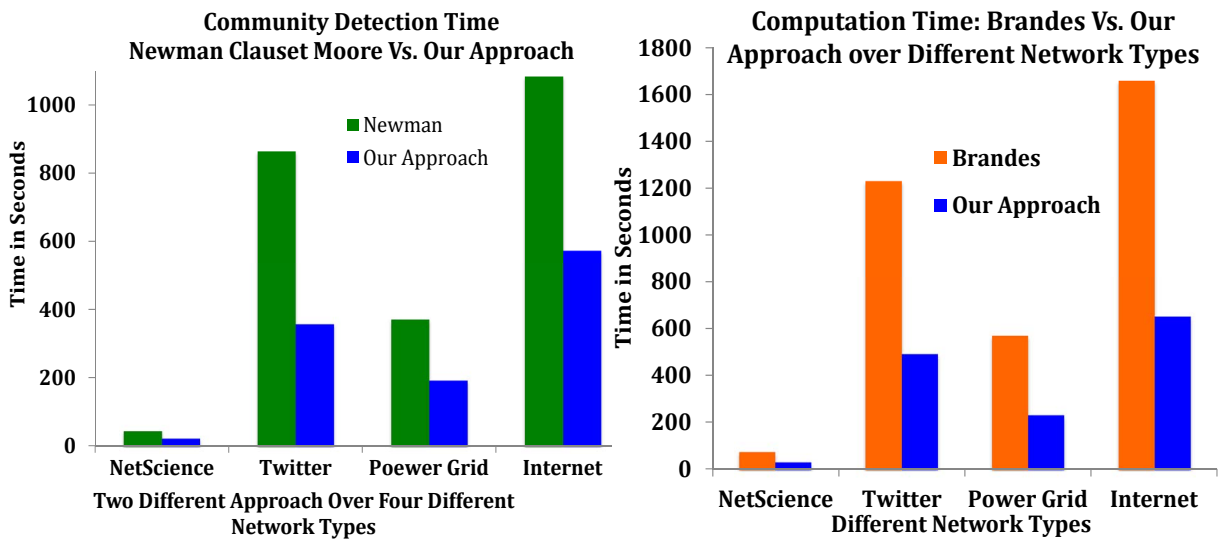 Community Detection Time
Newman Clauset Moore Vs. Our Approach
Time in Seconds
1000
800
600
400
200
0
Newman
Our Approach
NetScience Twitter Poewer Grid Internet
Two Different Approach Over Four Different
Network Types
Computation Time: Brandes Vs. Our
Approach over Different Network Types
Time in Seconds
1800
1600
1400
1200
1000
800
600
400
200
0
Brandes
Our Approach
NetScience Twitter Power Grid Internet
Different Network Types